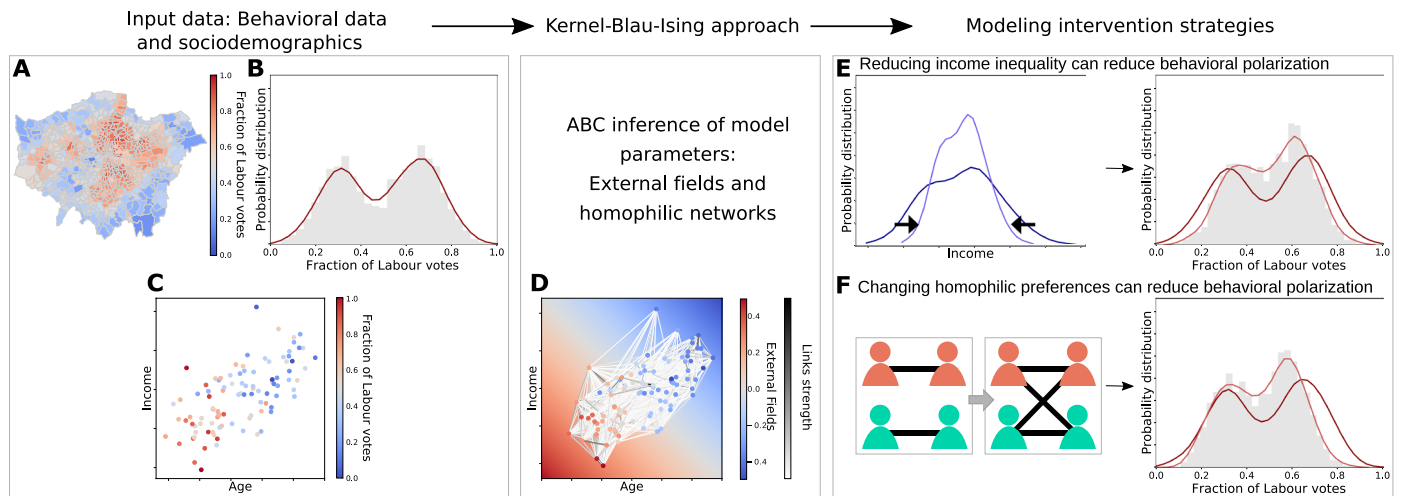 Input data: Behavioral data
and sociodemographics
Kernel-Blau-Ising approach
Modeling intervention strategies
A
1.0
0.8
0.6
0.4
0.2
0.0
Fraction of Labour votes
B
Probability distribution
0.0 0.2 0.4 0.6 0.8 1.0
Fraction of Labour votes
C
Income
Age
1.0
0.8
0.6
0.4
0.2
0.0
Fraction of Labour votes
ABC inference of model
parameters:
External fields and
homophilic networks
D
Income
Age
0.4
0.2
0.0
0.2
0.4
External Fields
Links strength
E Reducing income inequality can reduce behavioral polarization
Probability distribution
Income
Probability distribution
0.0 0.2 0.4 0.6 0.8 1.0
Fraction of Labour votes
F Changing homophilic preferences can reduce behavioral polarization
Probability distribution
0.0 0.2 0.4 0.6 0.8 1.0
Fraction of Labour votes